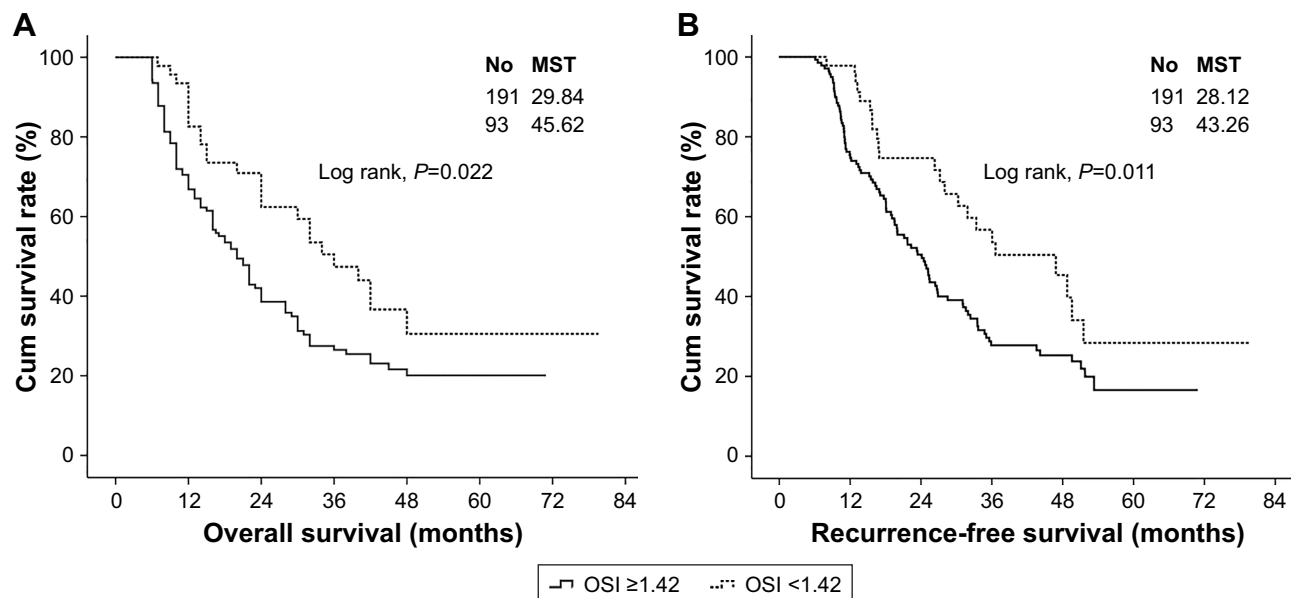 A
Cum survival rate (%)
100
80
60
40
20
0
0 12 24 36 48 60 72 84
Overall survival (months)
No MST
191 29.84
93 45.62
Log rank, P=0.022
B
Cum survival rate (%)
100
80
60
40
20
0
0 12 24 36 48 60 72 84
Recurrence-free survival (months)
No MST
191 28.12
93 43.26
Log rank, P=0.011
OSI ≥1.42 OSI <1.42